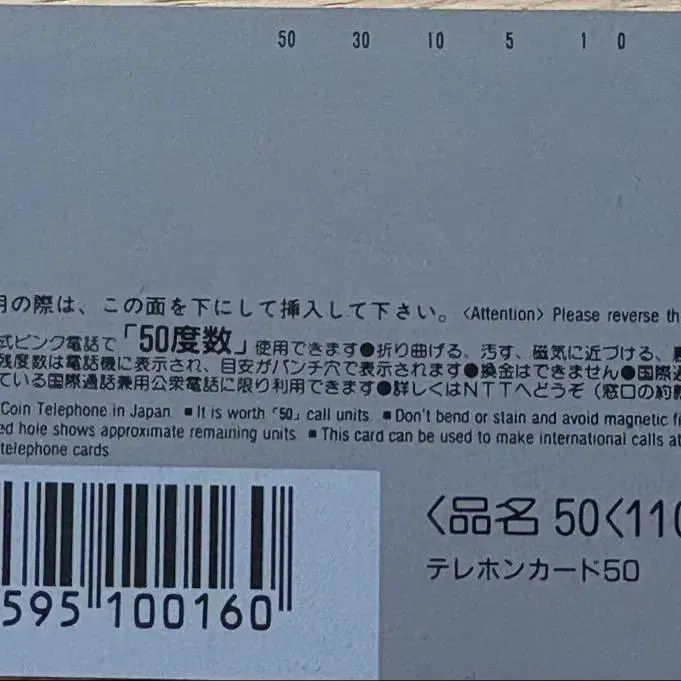 50 30 10 5 1 0
用の際は、この面を下にして挿入して下さい。〈Attention〉Please reverse th
式ピンク電話で「50度数」使用できます●折り曲げる、汚す、磁気に近づける、
残度数は電話機に表示され、目安がパンチ穴で表示されます●換金はできません●国際通
ている国際通話兼用公衆電話に限り利用できます●詳しくはNTTへどうぞ（窓口の約款
Coin Telephone in Japan. ■ It is worth「50」call units. ■ Don't bend or stain and avoid magnetic fi
ed hole shows approximate remaining units. ■ This card can be used to make international calls at
telephone cards
〈品名 50〈110
テレホンカード50
595 100160